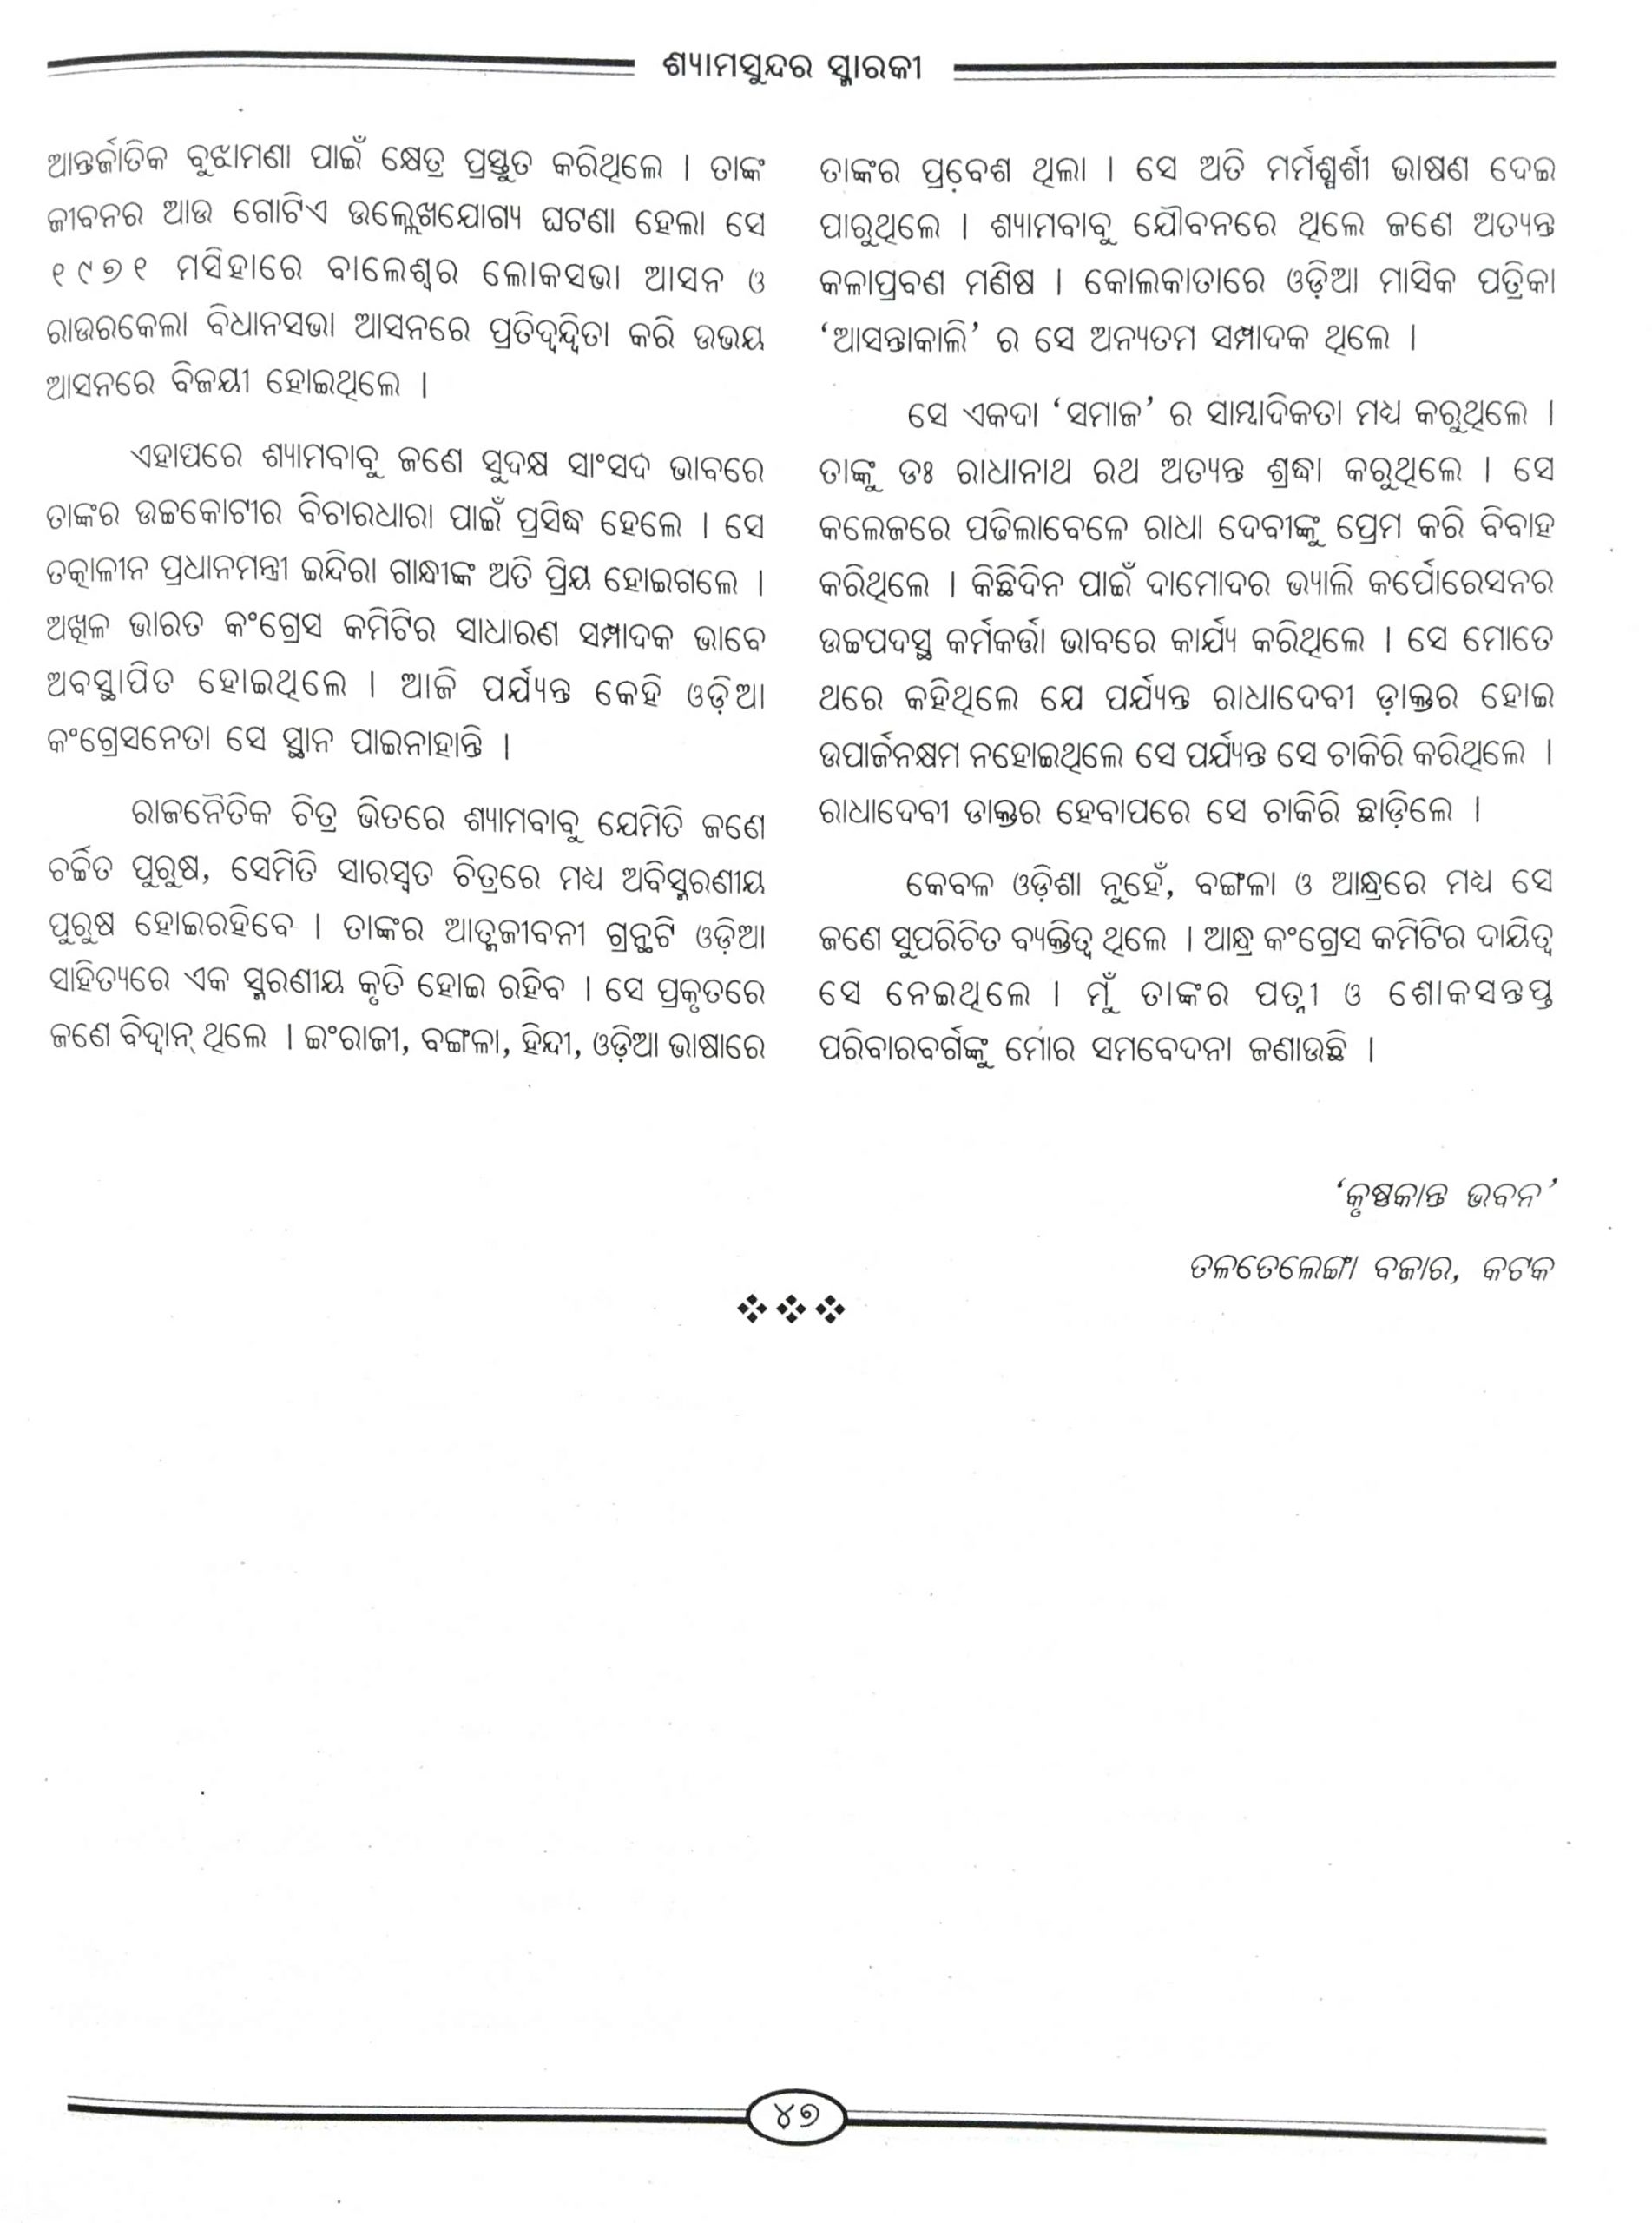 ଶ୍ୟାମସୁନ୍ଦର ସ୍ମାରକୀ
ଆନ୍ତର୍ଜାତିକ ବୁଝାମଣା ପାଇଁ କ୍ଷେତ୍ର ପ୍ରସ୍ତୁତ କରିଥିଲେ । ତାଙ୍କ
ଜୀବନର ଆଉ ଗୋଟିଏ ଉଲ୍ଲେଖଯୋଗ୍ୟ ଘଟଣା ହେଲା ସେ
୧୯୭୧ ମସିହାରେ ବାଲେଶ୍ୱର ଲୋକସଭା ଆସନ ଓ
ରାଉରକେଲା ବିଧାନସଭା ଆସନରେ ପ୍ରତିଦ୍ୱନ୍ଦ୍ୱିତା କରି ଉଭୟ
ଆସନରେ ବିଜୟୀ ହୋଇଥିଲେ ।
ଏହାପରେ ଶ୍ୟାମବାବୁ ଜଣେ ସୁଦକ୍ଷ ସାଂସଦ ଭାବରେ
ତାଙ୍କର ଉଚ୍ଚକୋଟୀର ବିଚାରଧାରା ପାଇଁ ପ୍ରସିଦ୍ଧ ହେଲେ । ସେ
ତତ୍କାଳୀନ ପ୍ରଧାନମନ୍ତ୍ରୀ ଇନ୍ଦିରା ଗାନ୍ଧୀଙ୍କ ଅତି ପ୍ରିୟ ହୋଇଗଲେ ।
ଅଖିଳ ଭାରତ କଂଗ୍ରେସ କମିଟିର ସାଧାରଣ ସମ୍ପାଦକ ଭାବେ
ଅବସ୍ଥାପିତ ହୋଇଥିଲେ । ଆଜି ପର୍ଯ୍ୟନ୍ତ କେହି ଓଡ଼ିଆ
କଂଗ୍ରେସନେତା ସେ ସ୍ଥାନ ପାଇନାହାନ୍ତି ।
ରାଜନୈତିକ ଚିତ୍ର ଭିତରେ ଶ୍ୟାମବାବୁ ଯେମିତି ଜଣେ
ଚର୍ଚ୍ଚିତ ପୁରୁଷ, ସେମିତି ସାରସ୍ୱତ ଚିତ୍ରରେ ମଧ୍ୟ ଅବିସ୍ମରଣୀୟ
ପୁରୁଷ ହୋଇରହିବେ । ତାଙ୍କର ଆତ୍ମଜୀବନୀ ଗ୍ରନ୍ଥଟି ଓଡ଼ିଆ
ସାହିତ୍ୟରେ ଏକ ସ୍ମରଣୀୟ କୃତି ହୋଇ ରହିବ । ସେ ପ୍ରକୃତରେ
ଜଣେ ବିଦ୍ୱାନ୍ ଥିଲେ । ଇଂରାଜୀ, ବଙ୍ଗଳା, ହିନ୍ଦୀ, ଓଡ଼ିଆ ଭାଷାରେ
ତାଙ୍କର ପ୍ରବେଶ ଥିଲା । ସେ ଅତି ମର୍ମଶ୍ପର୍ଶୀ ଭାଷଣ ଦେଇ
ପାରୁଥିଲେ । ଶ୍ୟାମବାବୁ ଯୌବନରେ ଥିଲେ ଜଣେ ଅତ୍ୟନ୍ତ
କଳାପ୍ରବଣ ମଣିଷ । କୋଲକାତାରେ ଓଡ଼ିଆ ମାସିକ ପତ୍ରିକା
‘ଆସନ୍ତାକାଲି’ ର ସେ ଅନ୍ୟତମ ସମ୍ପାଦକ ଥିଲେ ।
ସେ ଏକଦା ‘ସମାଜ’ ର ସାମ୍ବାଦିକତା ମଧ୍ୟ କରୁଥିଲେ ।
ତାଙ୍କୁ ଡଃ ରାଧାନାଥ ରଥ ଅତ୍ୟନ୍ତ ଶ୍ରଦ୍ଧା କରୁଥିଲେ । ସେ
କଲେଜରେ ପଢିଲାବେଳେ ରାଧା ଦେବୀଙ୍କୁ ପ୍ରେମ କରି ବିବାହ
କରିଥିଲେ । କିଛିଦିନ ପାଇଁ ଦାମୋଦର ଭ୍ୟାଲି କର୍ପୋରେସନର
ଉଚ୍ଚପଦସ୍ଥ କର୍ମକର୍ତ୍ତା ଭାବରେ କାର୍ଯ୍ୟ କରିଥିଲେ । ସେ ମୋତେ
ଥରେ କହିଥିଲେ ଯେ ପର୍ଯ୍ୟନ୍ତ ରାଧାଦେବୀ ଡ଼ାକ୍ତର ହୋଇ
ଉପାର୍ଜନକ୍ଷମ ନହୋଇଥିଲେ ସେ ପର୍ଯ୍ୟନ୍ତ ସେ ଚାକିରି କରିଥିଲେ ।
ରାଧାଦେବୀ ଡାକ୍ତର ହେବାପରେ ସେ ଚାକିରି ଛାଡ଼ିଲେ ।
କେବଳ ଓଡ଼ିଶା ନୁହେଁ, ବଙ୍ଗଳା ଓ ଆନ୍ଧ୍ରରେ ମଧ୍ୟ ସେ
ଜଣେ ସୁପରିଚିତ ବ୍ୟକ୍ତିତ୍ୱ ଥିଲେ । ଆନ୍ଧ୍ର କଂଗ୍ରେସ କମିଟିର ଦାୟିତ୍ୱ
ସେ ନେଇଥିଲେ । ମୁଁ ତାଙ୍କର ପତ୍ନୀ ଓ ଶୋକସନ୍ତପ୍ତ
ପରିବାରବର୍ଗଙ୍କୁ ମୋର ସମବେଦନା ଜଣାଉଛି ।
‘କୃଷ୍ଣକାନ୍ତ ଭବନ’
ତଳତେଲେଙ୍ଗା ବଜାର, କଟକ
୪୭